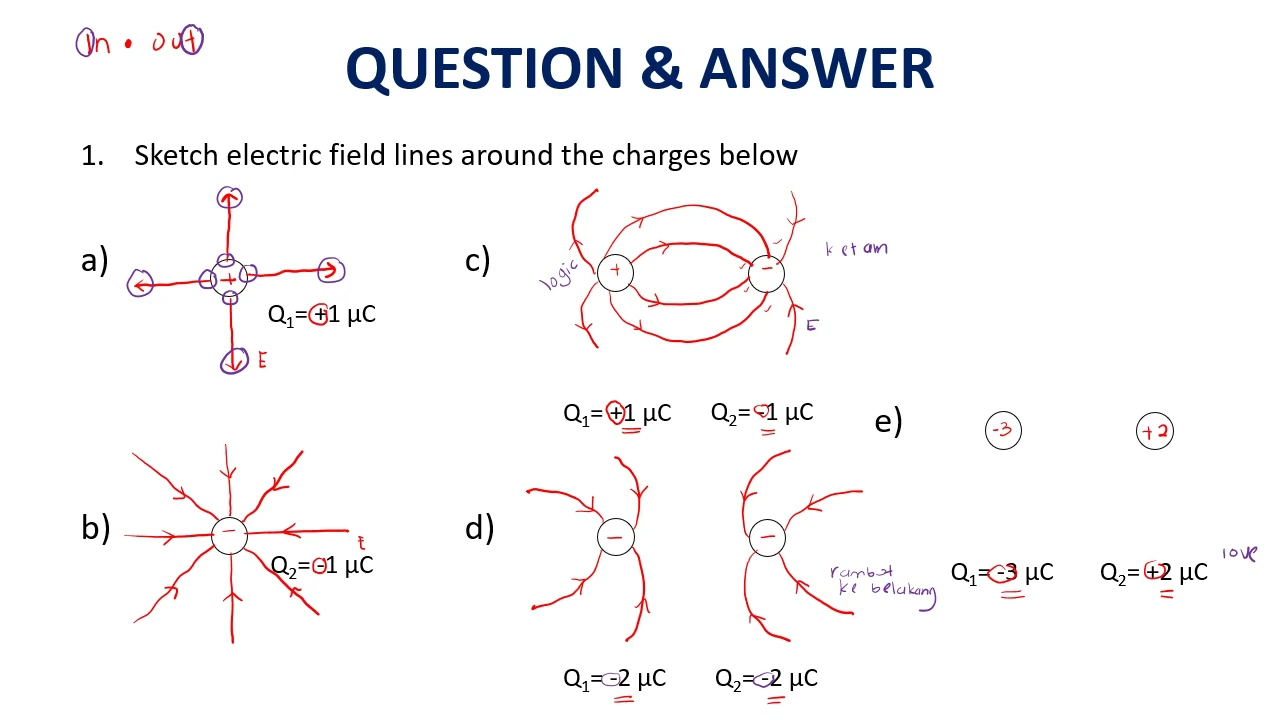 In • out
QUESTION & ANSWER
1. Sketch electric field lines around the charges below
a)
+
Q₁= +1 µC
E
b)
-
Q₂= -1 µC
E
c)
logic
+
-
ketam
E
Q₁= +1 µC Q₂= -1 µC
d)
-
-
rambot
ke belakang
Q₁= -2 µC Q₂= -2 µC
e)
-3
+2
love
Q₁= -3 µC Q₂= +2 µC